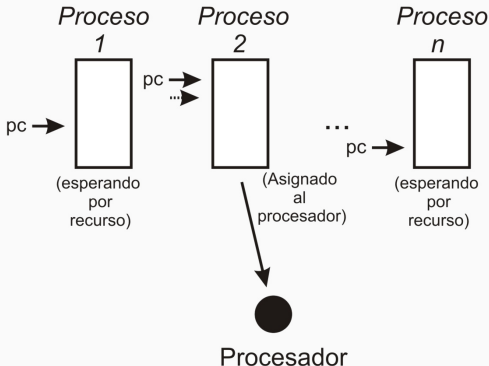 Proceso
1
Proceso
2
Proceso
n
pc
pc
...
pc
(esperando
por
recurso)
(Asignado
al
procesador)
(esperando
por
recurso)
Procesador